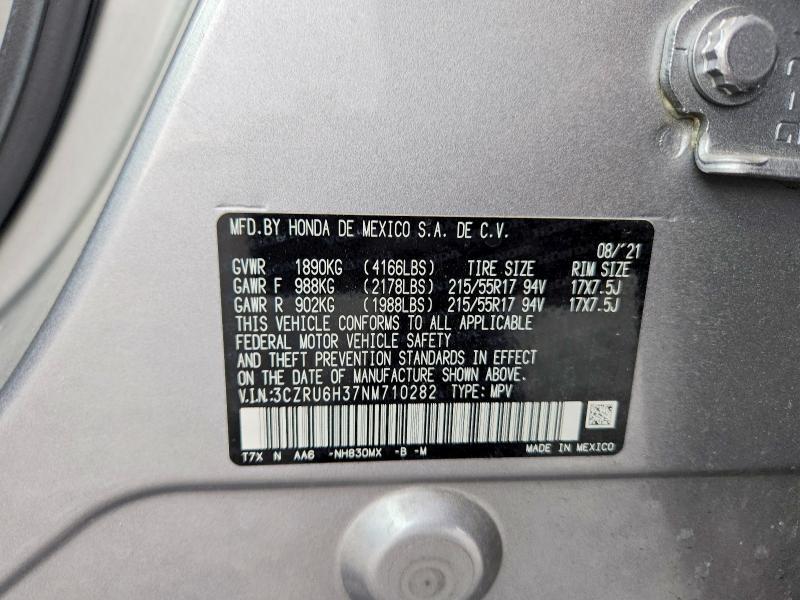 MFD.BY HONDA DE MEXICO S.A. DE C.V.
08/'21
GVWR 1890KG (4166LBS) TIRE SIZE RIM SIZE
GAWR F 988KG (2178LBS) 215/55R17 94V 17X7.5J
GAWR R 902KG (1988LBS) 215/55R17 94V 17X7.5J
THIS VEHICLE CONFORMS TO ALL APPLICABLE
FEDERAL MOTOR VEHICLE SAFETY
AND THEFT PREVENTION STANDARDS IN EFFECT
ON THE DATE OF MANUFACTURE SHOWN ABOVE.
V.I.N:3CZRU6H37NM710282 TYPE: MPV
T7X N AA6 -NH830MX -B -M MADE IN MEXICO